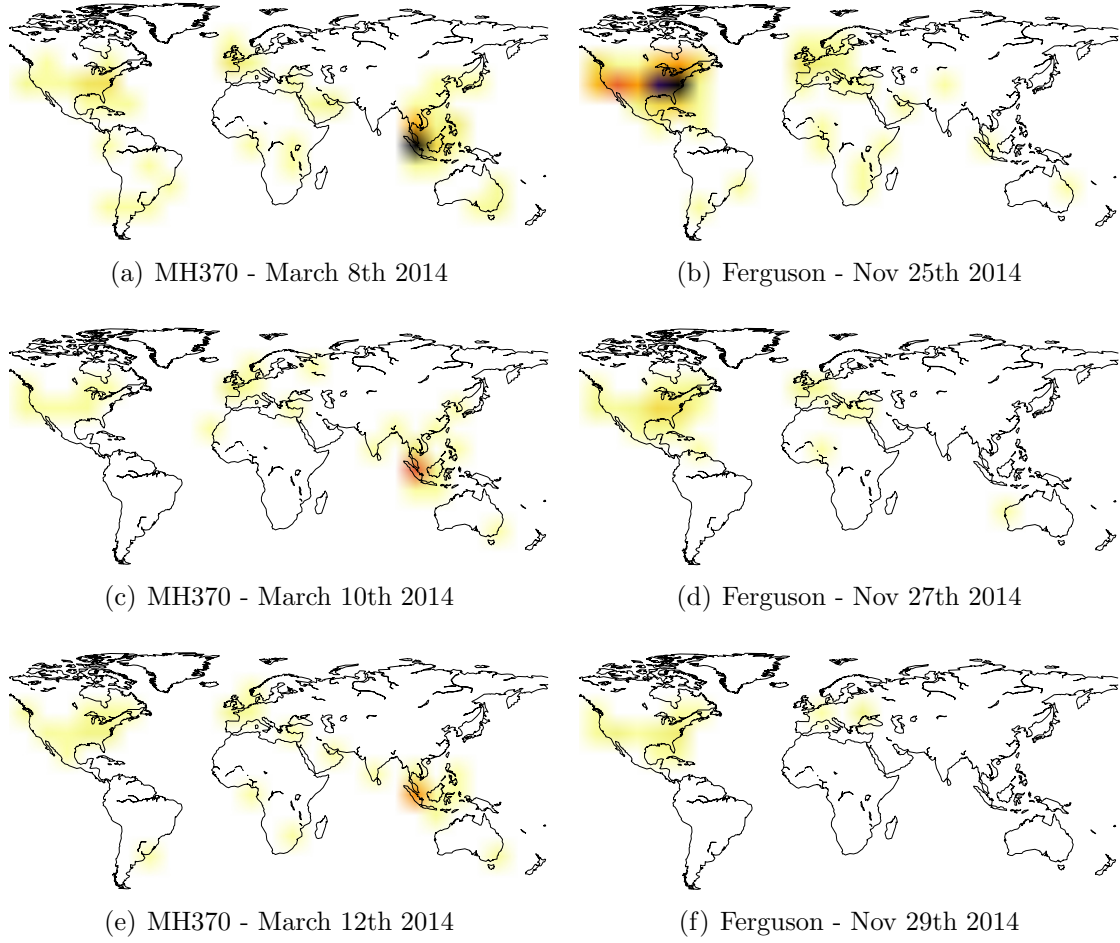 (a) MH370 - March 8th 2014
(b) Ferguson - Nov 25th 2014
(c) MH370 - March 10th 2014
(d) Ferguson - Nov 27th 2014
(e) MH370 - March 12th 2014
(f) Ferguson - Nov 29th 2014